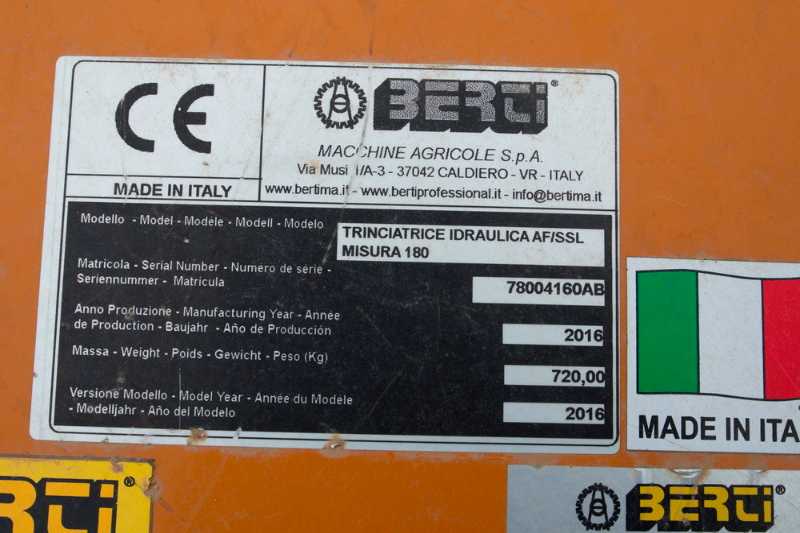 CE
BERTI®
MACCHINE AGRICOLE S.p.A.
Via Musi 1/A-3 - 37042 CALDIERO - VR - ITALY
MADE IN ITALY
www.bertima.it - www.bertiprofessional.it - info@bertima.it
Modello - Model - Modèle - Modell - Modelo
TRINCIATRICE IDRAULICA AF/SSL
MISURA 180
Matricola - Serial Number - Numero de série -
Seriennummer - Matricula
78004160AB
Anno Produzione - Manufacturing Year - Année
de Production - Baujahr - Año de Producción
2016
Massa - Weight - Poids - Gewicht - Peso (Kg)
720,00
Versione Modello - Model Year - Année du Modèle
- Modelljahr - Año del Modelo
2016
MADE IN ITA
BERTI®
BERTI®